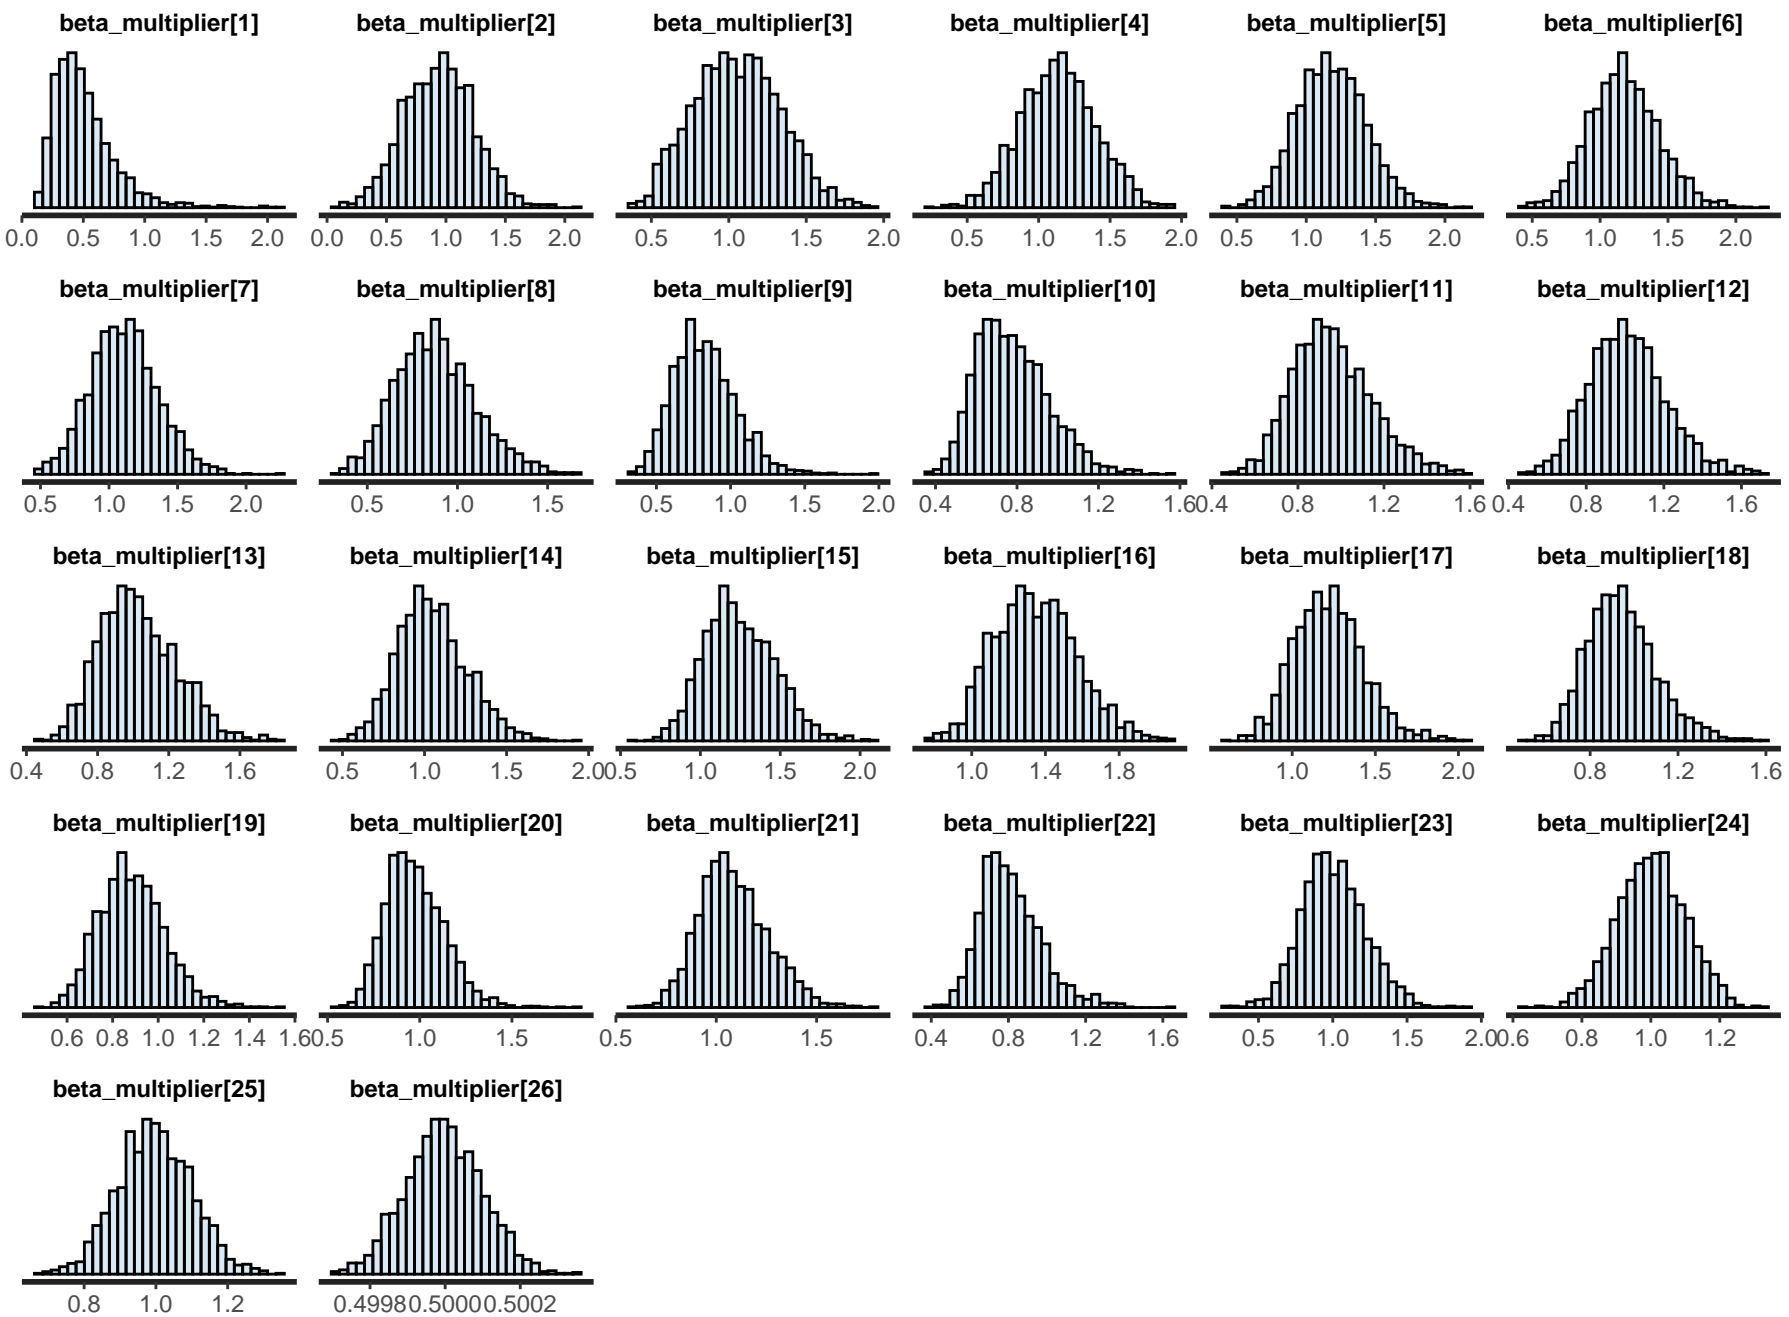 beta_multiplier[1] beta_multiplier[2] beta_multiplier[3] beta_multiplier[4] beta_multiplier[5] beta_multiplier[6]
0.0 0.5 1.0 1.5 2.0 0.0 0.5 1.0 1.5 2.0 0.5 1.0 1.5 2.0 0.5 1.0 1.5 2.0 0.5 1.0 1.5 2.0 0.5 1.0 1.5 2.0
beta_multiplier[7] beta_multiplier[8] beta_multiplier[9] beta_multiplier[10] beta_multiplier[11] beta_multiplier[12]
0.5 1.0 1.5 2.0 0.5 1.0 1.5 0.5 1.0 1.5 2.0 0.4 0.8 1.2 1.6 0.4 0.8 1.2 1.6 0.4 0.8 1.2 1.6
beta_multiplier[13] beta_multiplier[14] beta_multiplier[15] beta_multiplier[16] beta_multiplier[17] beta_multiplier[18]
0.4 0.8 1.2 1.6 0.5 1.0 1.5 2.0 0.5 1.0 1.5 2.0 1.0 1.4 1.8 1.0 1.5 2.0 0.8 1.2 1.6
beta_multiplier[19] beta_multiplier[20] beta_multiplier[21] beta_multiplier[22] beta_multiplier[23] beta_multiplier[24]
0.6 0.8 1.0 1.2 1.4 1.6 0.5 1.0 1.5 0.5 1.0 1.5 0.4 0.8 1.2 1.6 0.5 1.0 1.5 2.0 0.6 0.8 1.0 1.2
beta_multiplier[25] beta_multiplier[26]
0.8 1.0 1.2 0.4998 0.5000 0.5002